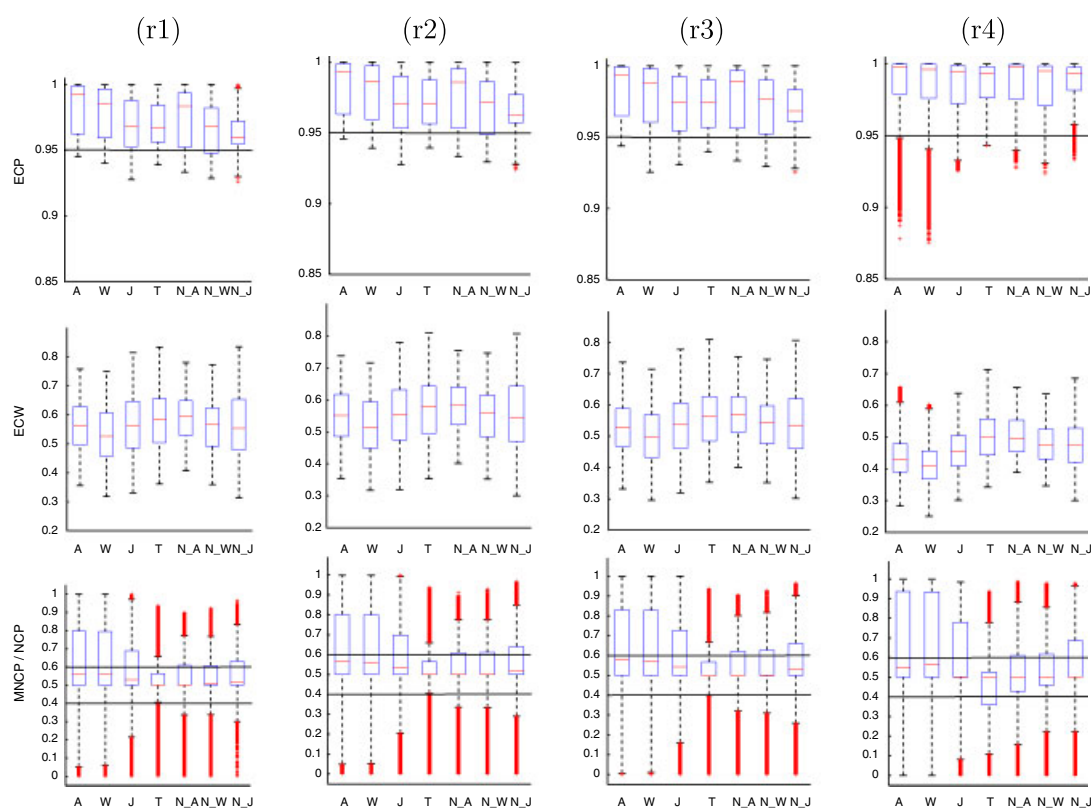 (r1) (r2) (r3) (r4)
ECP
1 1 1 1
0.95 0.95 0.95 0.95
0.9 0.9 0.9 0.9
0.85 0.85 0.85 0.85
A W J T N_A N_W N_J A W J T N_A N_W N_J A W J T N_A N_W N_J A W J T N_A N_W N_J
ECW
0.8 0.8 0.8 0.8
0.7 0.7 0.7 0.7
0.6 0.6 0.6 0.6
0.5 0.5 0.5 0.5
0.4 0.4 0.4 0.4
0.3 0.3 0.3 0.3
0.2 0.2 0.2 0.2
A W J T N_A N_W N_J A W J T N_A N_W N_J A W J T N_A N_W N_J A W J T N_A N_W N_J
MNCP / NCP
1 1 1 1
0.9 0.9 0.9 0.9
0.8 0.8 0.8 0.8
0.7 0.7 0.7 0.7
0.6 0.6 0.6 0.6
0.5 0.5 0.5 0.5
0.4 0.4 0.4 0.4
0.3 0.3 0.3 0.3
0.2 0.2 0.2 0.2
0.1 0.1 0.1 0.1
0 0 0 0
A W J T N_A N_W N_J A W J T N_A N_W N_J A W J T N_A N_W N_J A W J T N_A N_W N_J